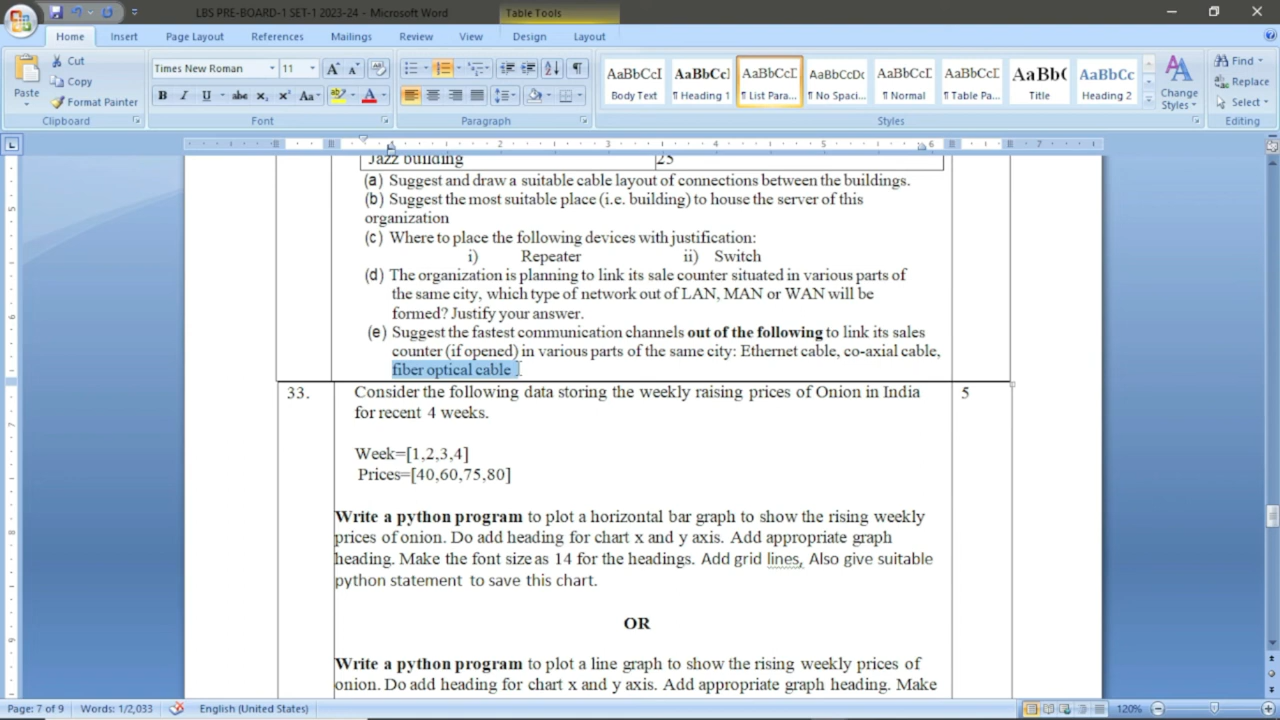 LBS PRE-BOARD-1 SET-1 2023-24 - Microsoft Word
Table Tools
Home Insert Page Layout References Mailings Review View Design Layout
Paste
Cut
Copy
Format Painter
Clipboard
Times New Roman 11
Font
Paragraph
AaBbCcI AaBbCcI AaBbCcI AaBbCcDc AaBbCcI AaBbCcI AaBb( AaBbCc
Body Text ¶ Heading 1 ¶ List Para... ¶ No Spaci... ¶ Normal ¶ Table Pa... Title Heading 2
Change Styles
Styles
Find
Replace
Select
Editing
Jazz building 25
(a) Suggest and draw a suitable cable layout of connections between the buildings.
(b) Suggest the most suitable place (i.e. building) to house the server of this
organization
(c) Where to place the following devices with justification:
i) Repeater ii) Switch
(d) The organization is planning to link its sale counter situated in various parts of
the same city, which type of network out of LAN, MAN or WAN will be
formed? Justify your answer.
(e) Suggest the fastest communication channels out of the following to link its sales
counter (if opened) in various parts of the same city: Ethernet cable, co-axial cable,
fiber optical cable
33. Consider the following data storing the weekly raising prices of Onion in India 5
for recent 4 weeks.
Week=[1,2,3,4]
Prices=[40,60,75,80]
Write a python program to plot a horizontal bar graph to show the rising weekly
prices of onion. Do add heading for chart x and y axis. Add appropriate graph
heading. Make the font size as 14 for the headings. Add grid lines, Also give suitable
python statement to save this chart.
OR
Write a python program to plot a line graph to show the rising weekly prices of
onion. Do add heading for chart x and y axis. Add appropriate graph heading. Make
Page: 7 of 9 Words: 1/2,033 English (United States) 120%